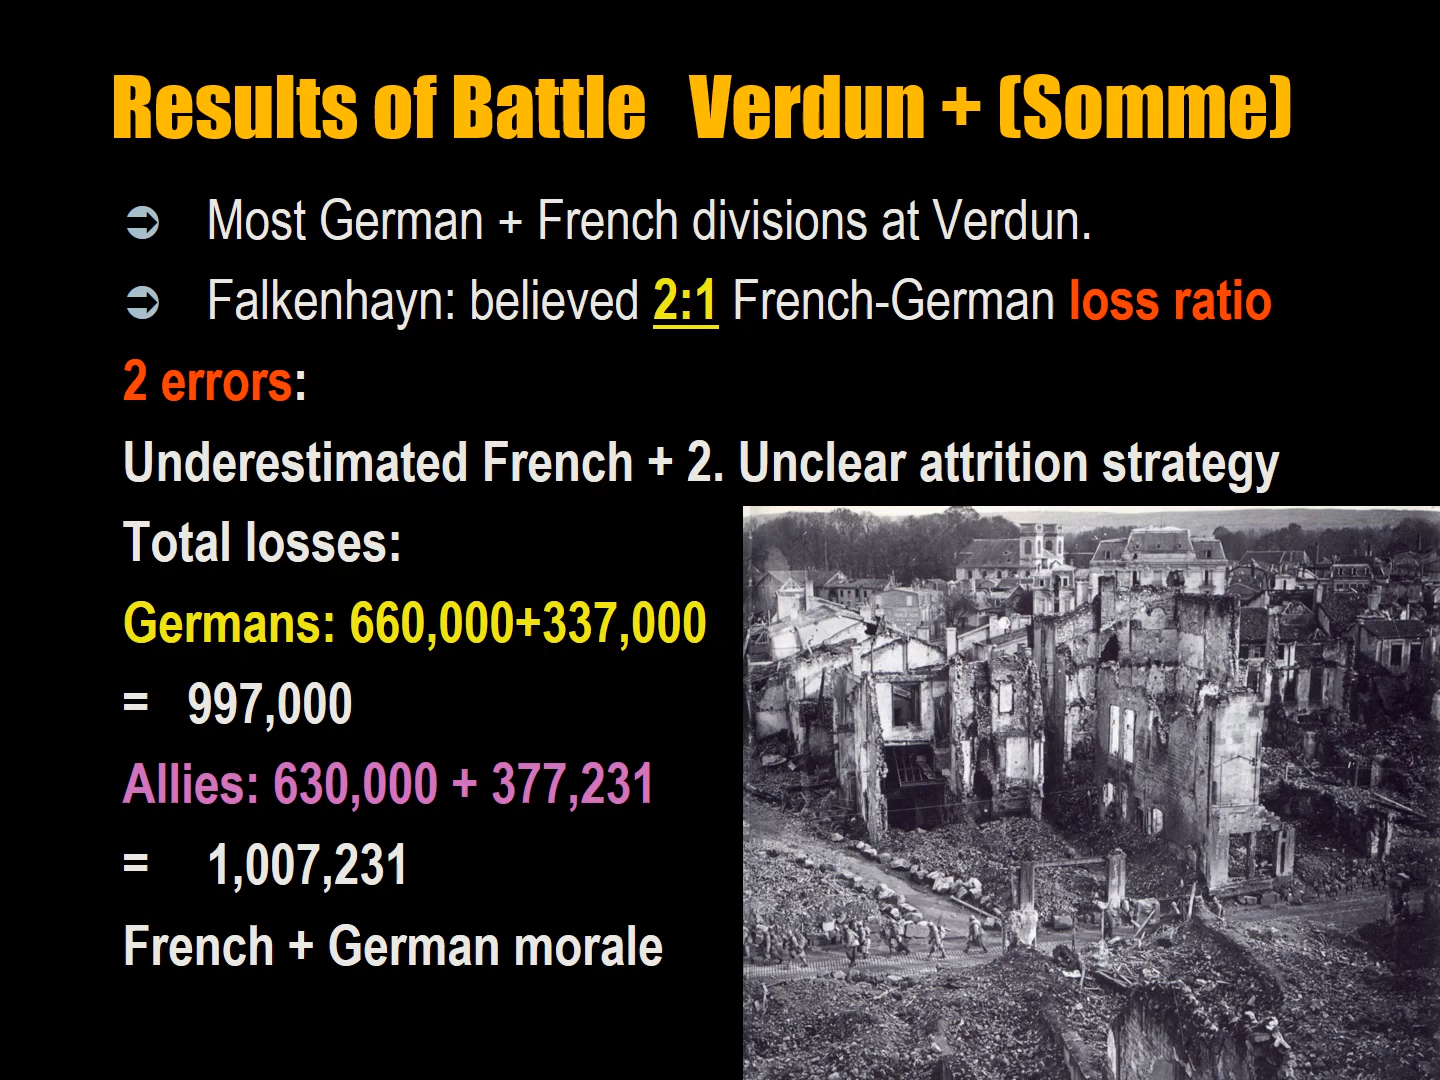 Results of Battle Verdun + (Somme)
➲ Most German + French divisions at Verdun.
➲ Falkenhayn: believed 2:1 French-German loss ratio
2 errors:
Underestimated French + 2. Unclear attrition strategy
Total losses:
Germans: 660,000+337,000
= 997,000
Allies: 630,000 + 377,231
= 1,007,231
French + German morale